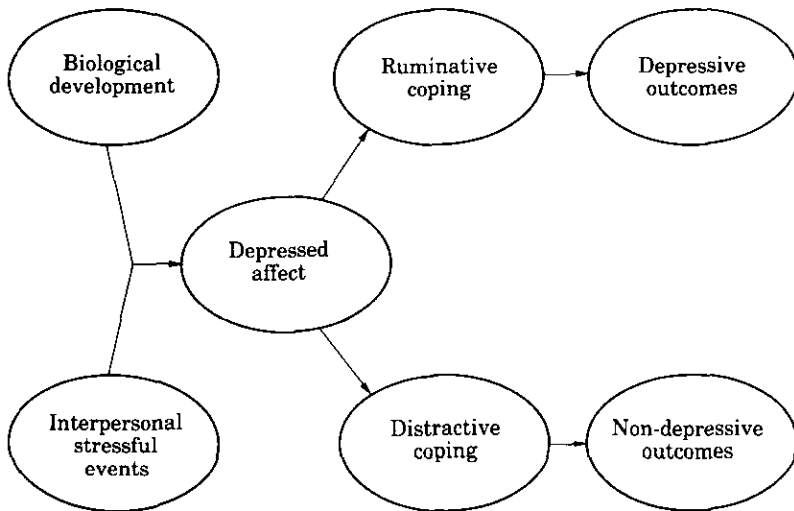 Biological
development
Ruminative
coping
Depressive
outcomes
Depressed
affect
Interpersonal
stressful
events
Distractive
coping
Non-depressive
outcomes